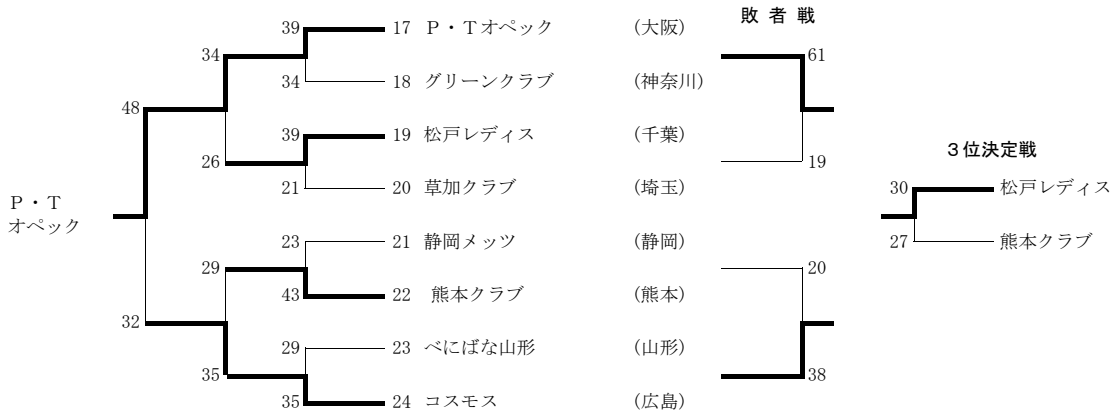 敗 者 戦
39 17 Ｐ・Ｔオペック (大阪)
34 61
34 18 グリーンクラブ (神奈川)
48
39 19 松戸レディス (千葉)
26 19
３位決定戦
21 20 草加クラブ (埼玉) 30 松戸レディス
Ｐ・Ｔ
オペック
23 21 静岡メッツ (静岡) 27 熊本クラブ
29 20
43 22 熊本クラブ (熊本)
32
29 23 べにばな山形 (山形)
35 38
35 24 コスモス (広島)